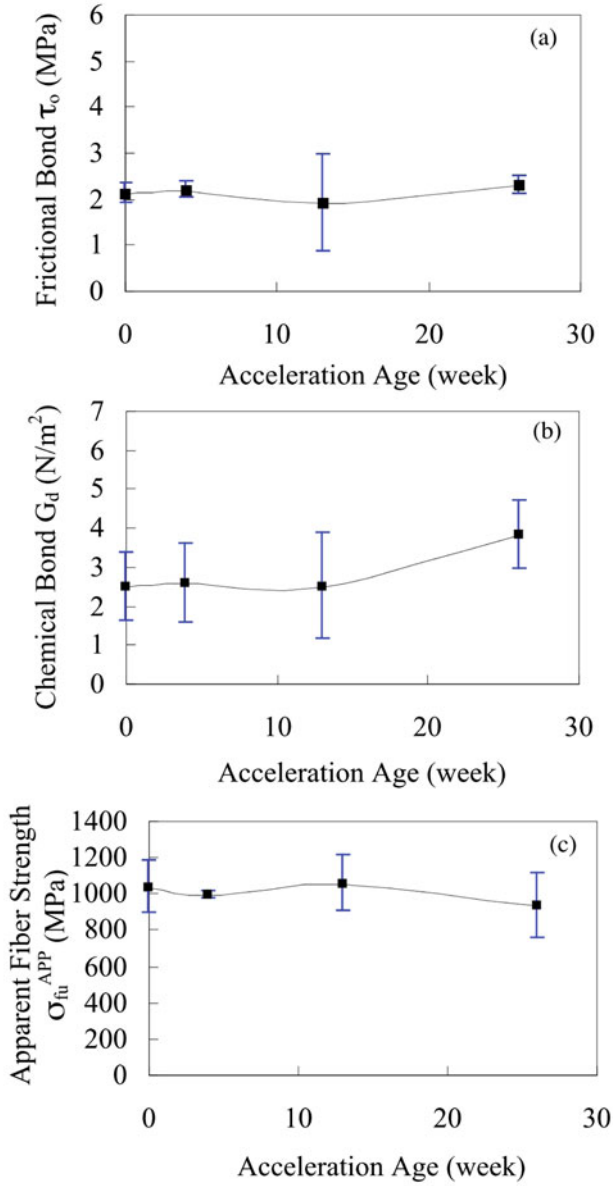 (a)
Frictional Bond τo (MPa)
6
5
4
3
2
1
0
0 10 20 30
Acceleration Age (week)
(b)
Chemical Bond Gd (N/m²)
7
6
5
4
3
2
1
0
0 10 20 30
Acceleration Age (week)
(c)
Apparent Fiber Strength
σfu^APP (MPa)
1400
1200
1000
800
600
400
200
0
0 10 20 30
Acceleration Age (week)